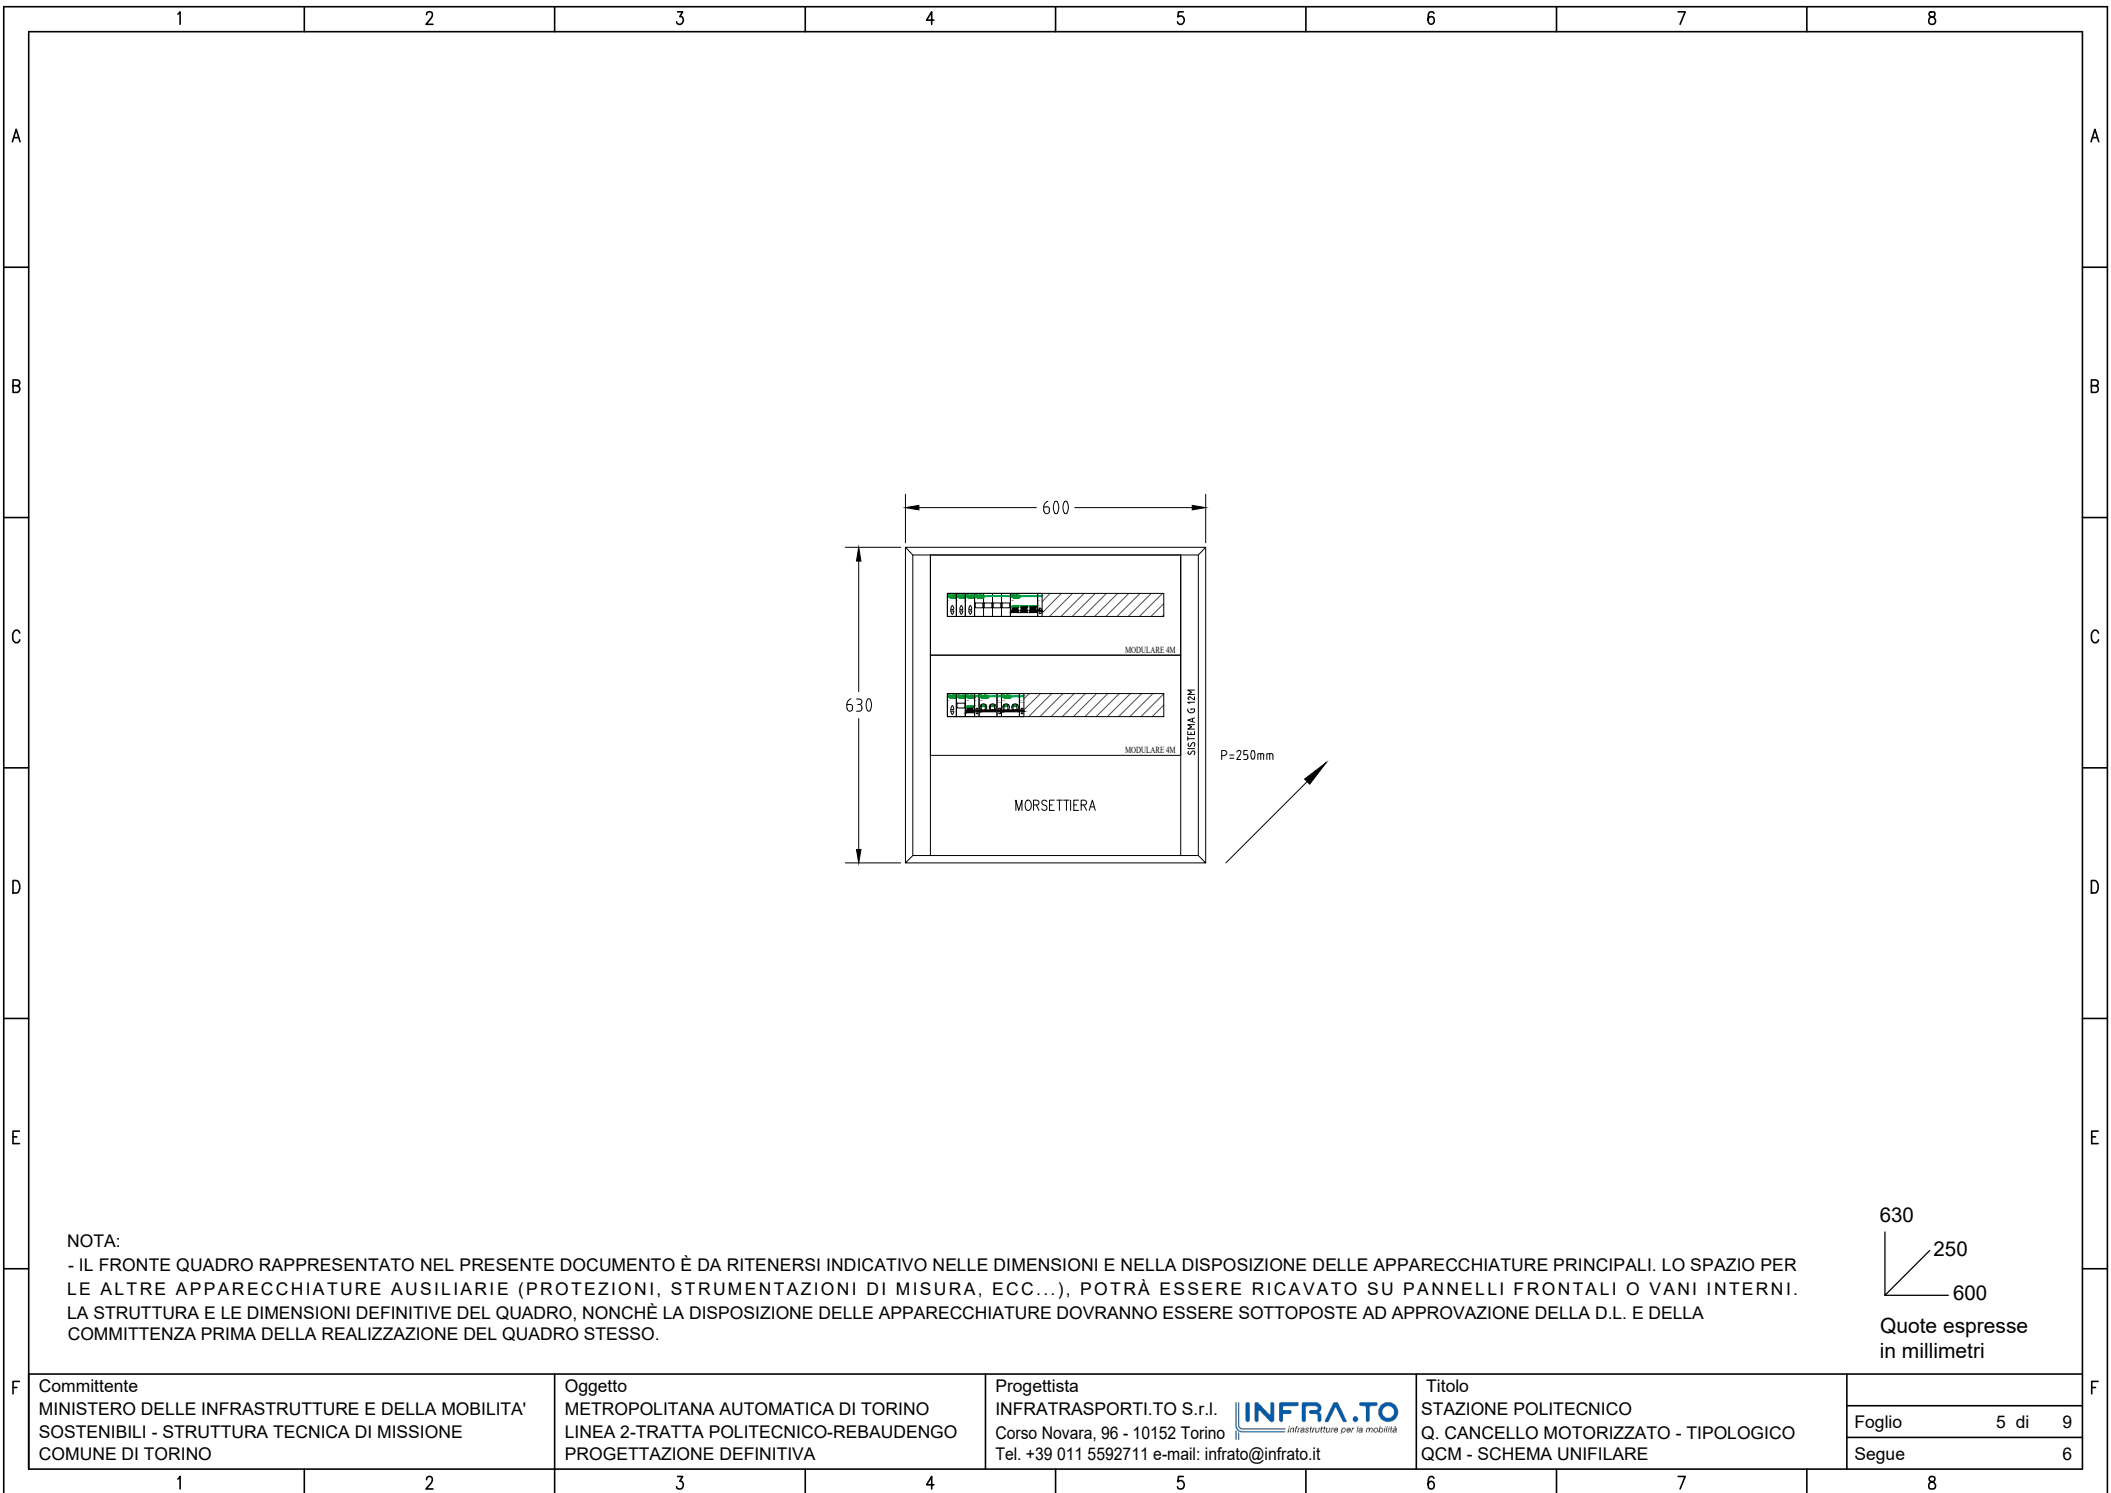 1 2 3 4 5 6 7 8
A A
B B
C C
D D
E E
F F
600
630
MODULARE 4M
MODULARE 4M
SISTEMA G 12M
P=250mm
MORSETTIERA
NOTA:
- IL FRONTE QUADRO RAPPRESENTATO NEL PRESENTE DOCUMENTO È DA RITENERSI INDICATIVO NELLE DIMENSIONI E NELLA DISPOSIZIONE DELLE APPARECCHIATURE PRINCIPALI. LO SPAZIO PER
LE ALTRE APPARECCHIATURE AUSILIARIE (PROTEZIONI, STRUMENTAZIONI DI MISURA, ECC...), POTRÀ ESSERE RICAVATO SU PANNELLI FRONTALI O VANI INTERNI.
LA STRUTTURA E LE DIMENSIONI DEFINITIVE DEL QUADRO, NONCHÈ LA DISPOSIZIONE DELLE APPARECCHIATURE DOVRANNO ESSERE SOTTOPOSTE AD APPROVAZIONE DELLA D.L. E DELLA
COMMITTENZA PRIMA DELLA REALIZZAZIONE DEL QUADRO STESSO.
630
250
600
Quote espresse
in millimetri
Committente
MINISTERO DELLE INFRASTRUTTURE E DELLA MOBILITA'
SOSTENIBILI - STRUTTURA TECNICA DI MISSIONE
COMUNE DI TORINO
Oggetto
METROPOLITANA AUTOMATICA DI TORINO
LINEA 2-TRATTA POLITECNICO-REBAUDENGO
PROGETTAZIONE DEFINITIVA
Progettista
INFRATRASPORTI.TO S.r.l.
Corso Novara, 96 - 10152 Torino
Tel. +39 011 5592711 e-mail: infrato@infrato.it
INFRA.TO
infrastrutture per la mobilità
Titolo
STAZIONE POLITECNICO
Q. CANCELLO MOTORIZZATO - TIPOLOGICO
QCM - SCHEMA UNIFILARE
Foglio 5 di 9
Segue 6
1 2 3 4 5 6 7 8